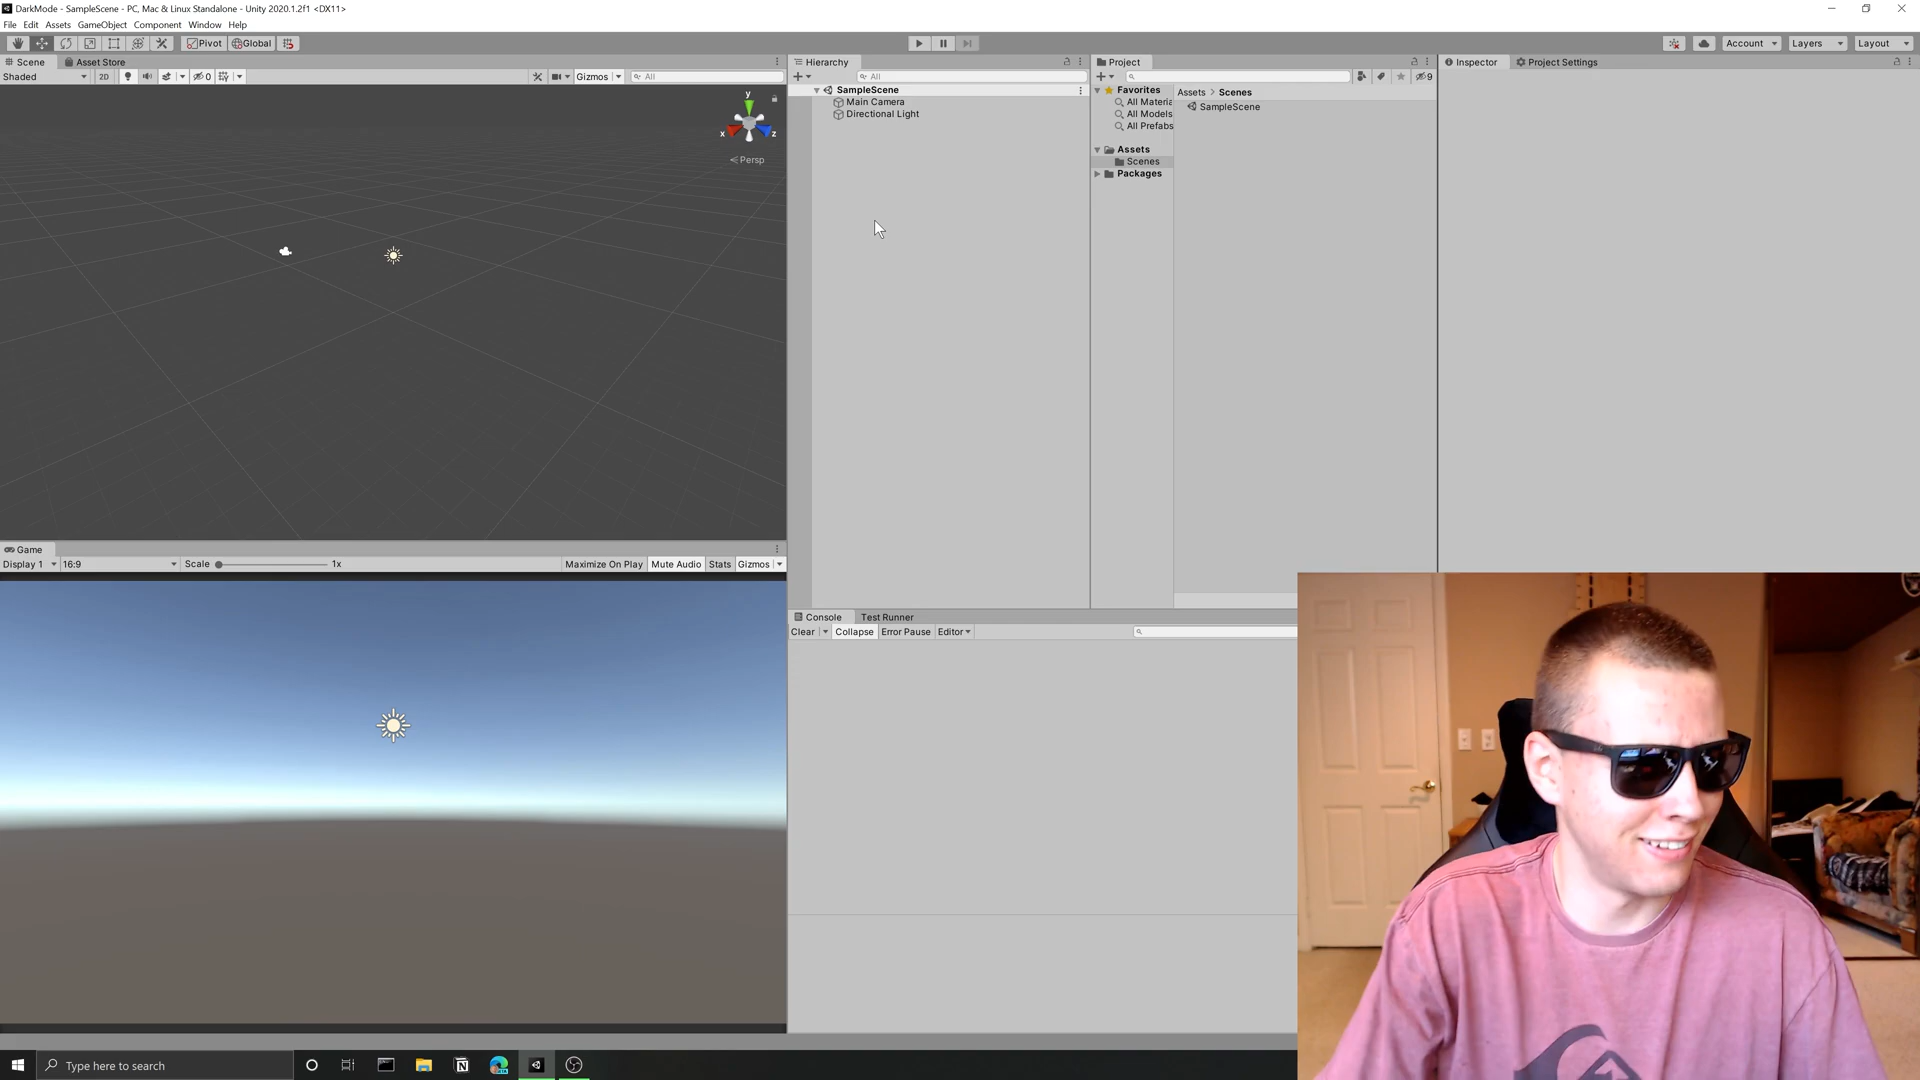 DarkMode - SampleScene - PC, Mac & Linux Standalone - Unity 2020.1.2f1 <DX11>
File Edit Assets GameObject Component Window Help
Pivot Global Account Layers Layout
Scene Asset Store
Shaded 2D 0 Gizmos All
y
x z
Persp
Hierarchy
All
SampleScene
Main Camera
Directional Light
Project
9
Favorites
All Materia
All Models
All Prefabs
Assets
Scenes
Packages
Assets > Scenes
SampleScene
Inspector Project Settings
Game
Display 1 16:9 Scale 1x Maximize On Play Mute Audio Stats Gizmos
Console Test Runner
Clear Collapse Error Pause Editor
Type here to search